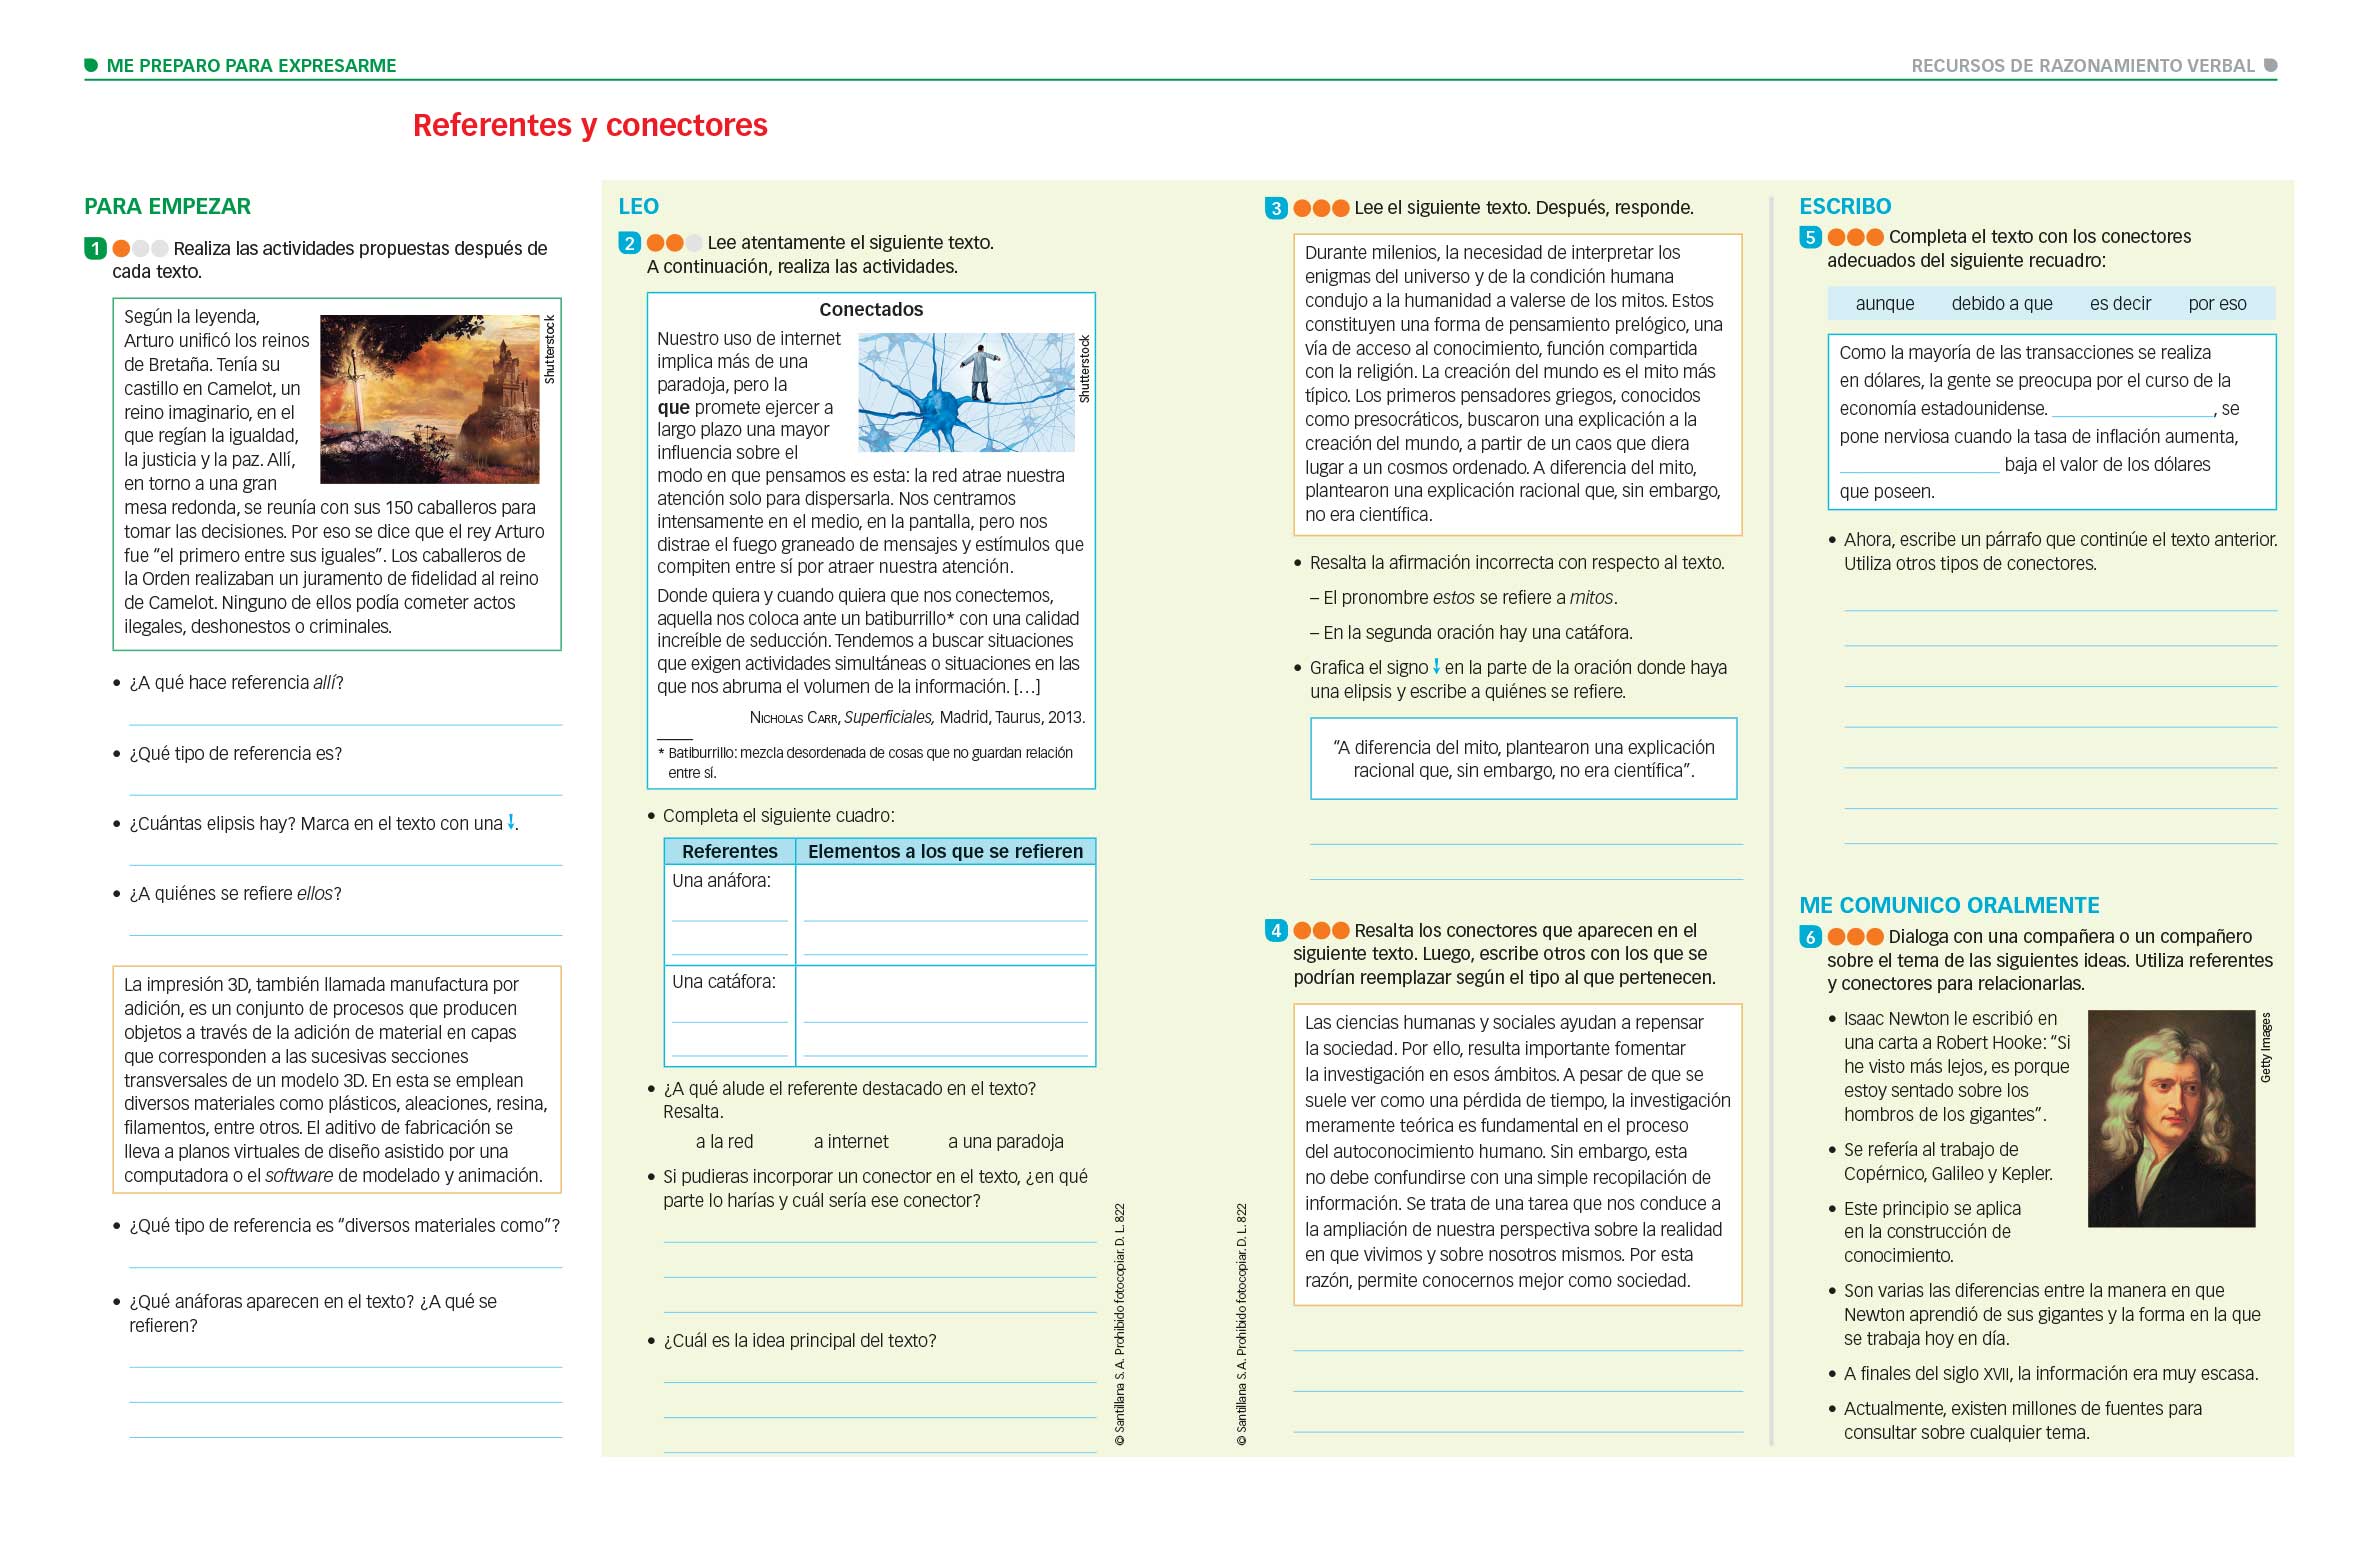 ME PREPARO PARA EXPRESARME
RECURSOS DE RAZONAMIENTO VERBAL
Referentes y conectores
PARA EMPEZAR
1 Realiza las actividades propuestas después de
cada texto.
Según la leyenda,
Arturo unificó los reinos
de Bretaña. Tenía su
castillo en Camelot, un
reino imaginario, en el
que regían la igualdad,
la justicia y la paz. Allí,
en torno a una gran
mesa redonda, se reunía con sus 150 caballeros para
tomar las decisiones. Por eso se dice que el rey Arturo
fue “el primero entre sus iguales”. Los caballeros de
la Orden realizaban un juramento de fidelidad al reino
de Camelot. Ninguno de ellos podía cometer actos
ilegales, deshonestos o criminales.
Shutterstock
• ¿A qué hace referencia allí?
• ¿Qué tipo de referencia es?
• ¿Cuántas elipsis hay? Marca en el texto con una .
• ¿A quiénes se refiere ellos?
La impresión 3D, también llamada manufactura por
adición, es un conjunto de procesos que producen
objetos a través de la adición de material en capas
que corresponden a las sucesivas secciones
transversales de un modelo 3D. En esta se emplean
diversos materiales como plásticos, aleaciones, resina,
filamentos, entre otros. El aditivo de fabricación se
lleva a planos virtuales de diseño asistido por una
computadora o el software de modelado y animación.
• ¿Qué tipo de referencia es “diversos materiales como”?
• ¿Qué anáforas aparecen en el texto? ¿A qué se
refieren?
LEO
2 Lee atentamente el siguiente texto.
A continuación, realiza las actividades.
Conectados
Nuestro uso de internet
implica más de una
paradoja, pero la
que promete ejercer a
largo plazo una mayor
influencia sobre el
modo en que pensamos es esta: la red atrae nuestra
atención solo para dispersarla. Nos centramos
intensamente en el medio, en la pantalla, pero nos
distrae el fuego graneado de mensajes y estímulos que
compiten entre sí por atraer nuestra atención.
Shutterstock
Donde quiera y cuando quiera que nos conectemos,
aquella nos coloca ante un batiburrillo* con una calidad
increíble de seducción. Tendemos a buscar situaciones
que exigen actividades simultáneas o situaciones en las
que nos abruma el volumen de la información. […]
Nicholas Carr, Superficiales, Madrid, Taurus, 2013.
* Batiburrillo: mezcla desordenada de cosas que no guardan relación
entre sí.
• Completa el siguiente cuadro:
Referentes Elementos a los que se refieren
Una anáfora:
Una catáfora:
• ¿A qué alude el referente destacado en el texto?
Resalta.
a la red a internet a una paradoja
• Si pudieras incorporar un conector en el texto, ¿en qué
parte lo harías y cuál sería ese conector?
• ¿Cuál es la idea principal del texto?
© Santillana S. A. Prohibido fotocopiar. D. L. 822
© Santillana S. A. Prohibido fotocopiar. D. L. 822
3 Lee el siguiente texto. Después, responde.
Durante milenios, la necesidad de interpretar los
enigmas del universo y de la condición humana
condujo a la humanidad a valerse de los mitos. Estos
constituyen una forma de pensamiento prelógico, una
vía de acceso al conocimiento, función compartida
con la religión. La creación del mundo es el mito más
típico. Los primeros pensadores griegos, conocidos
como presocráticos, buscaron una explicación a la
creación del mundo, a partir de un caos que diera
lugar a un cosmos ordenado. A diferencia del mito,
plantearon una explicación racional que, sin embargo,
no era científica.
• Resalta la afirmación incorrecta con respecto al texto.
– El pronombre estos se refiere a mitos.
– En la segunda oración hay una catáfora.
• Grafica el signo en la parte de la oración donde haya
una elipsis y escribe a quiénes se refiere.
“A diferencia del mito, plantearon una explicación
racional que, sin embargo, no era científica”.
4 Resalta los conectores que aparecen en el
siguiente texto. Luego, escribe otros con los que se
podrían reemplazar según el tipo al que pertenecen.
Las ciencias humanas y sociales ayudan a repensar
la sociedad. Por ello, resulta importante fomentar
la investigación en esos ámbitos. A pesar de que se
suele ver como una pérdida de tiempo, la investigación
meramente teórica es fundamental en el proceso
del autoconocimiento humano. Sin embargo, esta
no debe confundirse con una simple recopilación de
información. Se trata de una tarea que nos conduce a
la ampliación de nuestra perspectiva sobre la realidad
en que vivimos y sobre nosotros mismos. Por esta
razón, permite conocernos mejor como sociedad.
ESCRIBO
5 Completa el texto con los conectores
adecuados del siguiente recuadro:
aunque debido a que es decir por eso
Como la mayoría de las transacciones se realiza
en dólares, la gente se preocupa por el curso de la
economía estadounidense. , se
pone nerviosa cuando la tasa de inflación aumenta,
baja el valor de los dólares
que poseen.
• Ahora, escribe un párrafo que continúe el texto anterior.
Utiliza otros tipos de conectores.
ME COMUNICO ORALMENTE
6 Dialoga con una compañera o un compañero
sobre el tema de las siguientes ideas. Utiliza referentes
y conectores para relacionarlas.
• Isaac Newton le escribió en
una carta a Robert Hooke: “Si
he visto más lejos, es porque
estoy sentado sobre los
hombros de los gigantes”.
• Se refería al trabajo de
Copérnico, Galileo y Kepler.
• Este principio se aplica
en la construcción de
conocimiento.
Getty Images
• Son varias las diferencias entre la manera en que
Newton aprendió de sus gigantes y la forma en la que
se trabaja hoy en día.
• A finales del siglo XVII, la información era muy escasa.
• Actualmente, existen millones de fuentes para
consultar sobre cualquier tema.